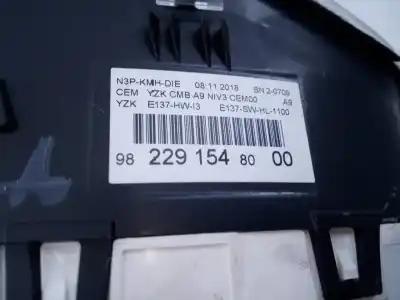 N3P-KMH-DIE 08:11.2018 SN 2-0709
CEM YZK CMB A9 NIV3 CEM00 A9
YZK E137-HW-I3 E137-SW-HL-1100
98 229 154 80 00